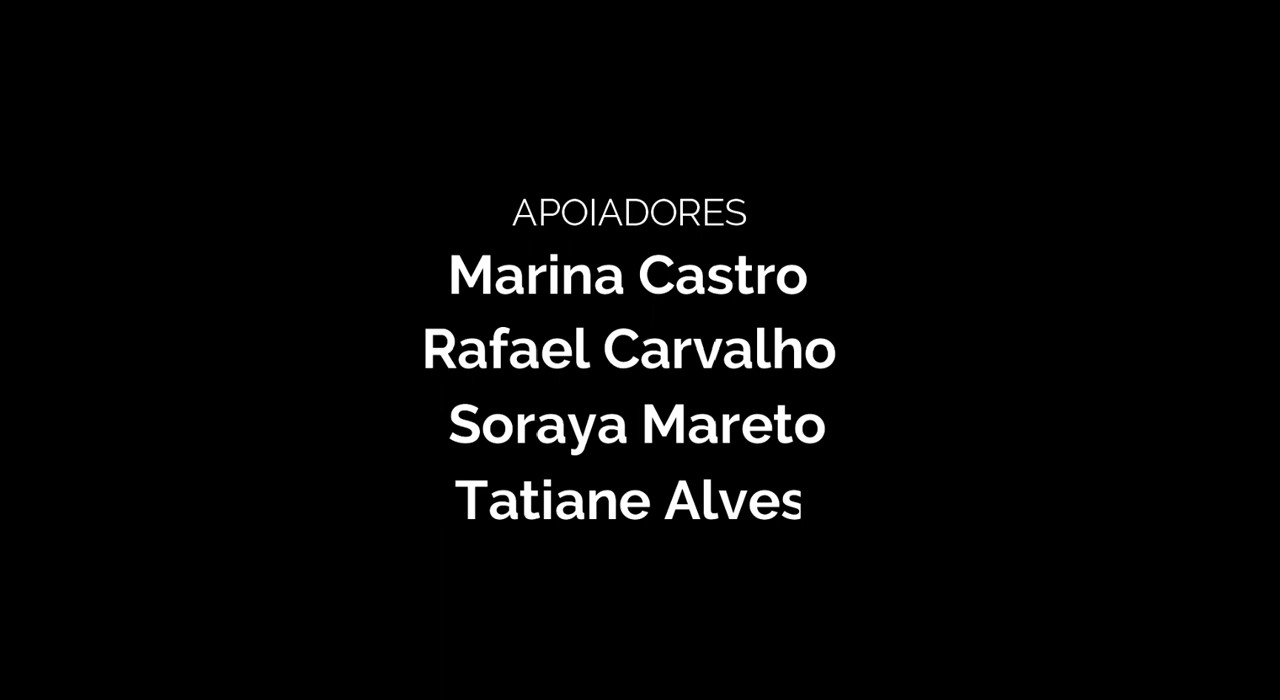 APOIADORES
Marina Castro
Rafael Carvalho
Soraya Mareto
Tatiane Alves